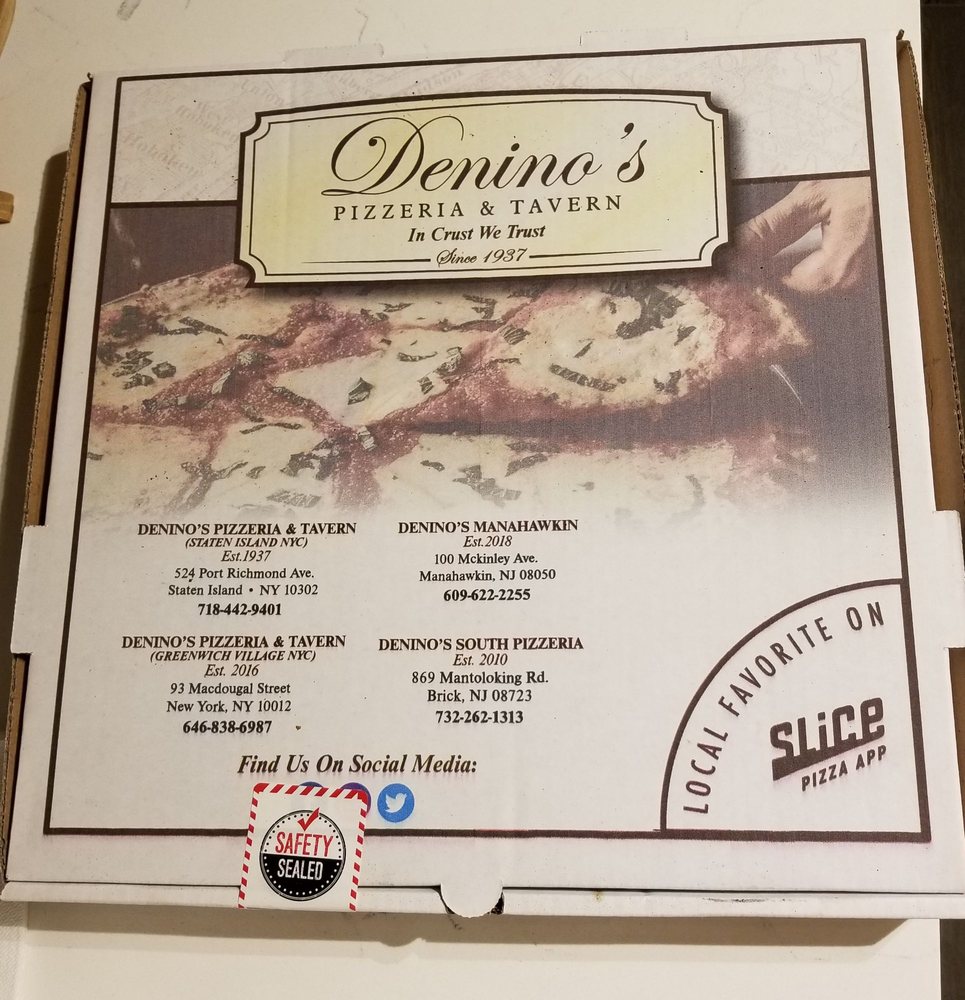 Denino's
PIZZERIA & TAVERN
In Crust We Trust
Since 1937
DENINO'S PIZZERIA & TAVERN
(STATEN ISLAND NYC)
Est.1937
524 Port Richmond Ave.
Staten Island • NY 10302
718-442-9401
DENINO'S MANAHAWKIN
Est.2018
100 Mckinley Ave.
Manahawkin, NJ 08050
609-622-2255
DENINO'S PIZZERIA & TAVERN
(GREENWICH VILLAGE NYC)
Est. 2016
93 Macdougal Street
New York, NY 10012
646-838-6987
DENINO'S SOUTH PIZZERIA
Est. 2010
869 Mantoloking Rd.
Brick, NJ 08723
732-262-1313
Find Us On Social Media:
LOCAL FAVORITE ON
SLiCE
PIZZA APP
SAFETY
SEALED